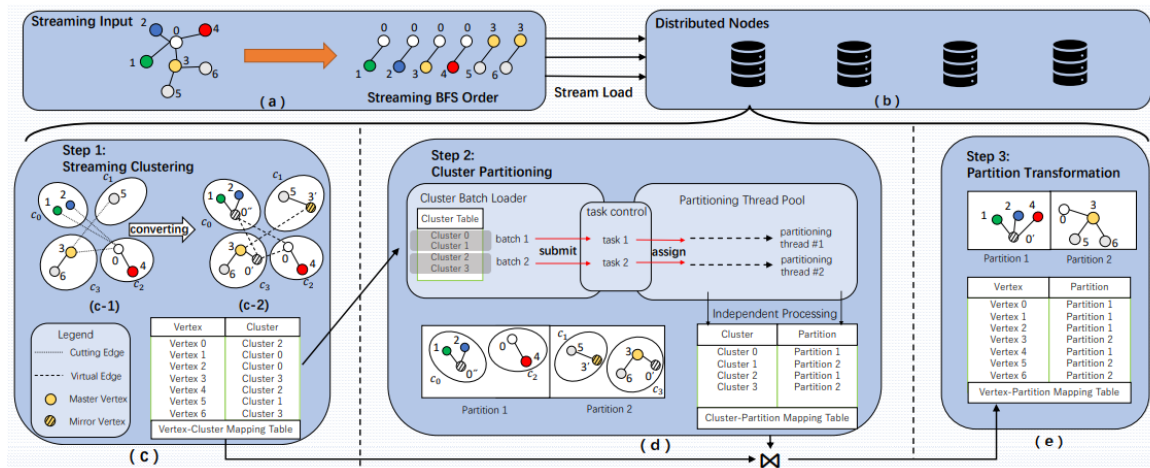 Streaming Input
2
0
4
1
3
6
5
( a )
0 0 0 0 3 3
1 2 3 4 5 6
Streaming BFS Order
Stream Load
Distributed Nodes
( b )
Step 1:
Streaming Clustering
1 2
c0
c1
5
3
6
c3
0
4
c2
(c-1)
converting
1 2
0''
c0
c1
5 3'
3
6
0'
c3
0
4
c2
(c-2)
Legend
Cutting Edge
Virtual Edge
Master Vertex
Mirror Vertex
Vertex Cluster
Vertex 0 Cluster 2
Vertex 1 Cluster 0
Vertex 2 Cluster 0
Vertex 3 Cluster 3
Vertex 4 Cluster 2
Vertex 5 Cluster 1
Vertex 6 Cluster 3
Vertex-Cluster Mapping Table
( c )
Step 2:
Cluster Partitioning
Cluster Batch Loader
Cluster Table
Cluster 0
Cluster 1
Cluster 2
Cluster 3
batch 1
batch 2
submit
task control
task 1
task 2
assign
Partitioning Thread Pool
partitioning
thread #1
partitioning
thread #2
Independent Processing
1 2
0''
c0
0
4
c2
c1
5
3'
3
6
0'
c3
Partition 1 Partition 2
Cluster Partition
Cluster 0 Partition 1
Cluster 1 Partition 2
Cluster 2 Partition 1
Cluster 3 Partition 2
Cluster-Partition Mapping Table
( d )
⋈
Step 3:
Partition Transformation
1 2 4
0'
0
3
5 6
Partition 1 Partition 2
Vertex Partition
Vertex 0 Partition 1
Vertex 1 Partition 1
Vertex 2 Partition 1
Vertex 3 Partition 2
Vertex 4 Partition 1
Vertex 5 Partition 2
Vertex 6 Partition 2
Vertex-Partition Mapping Table
( e )